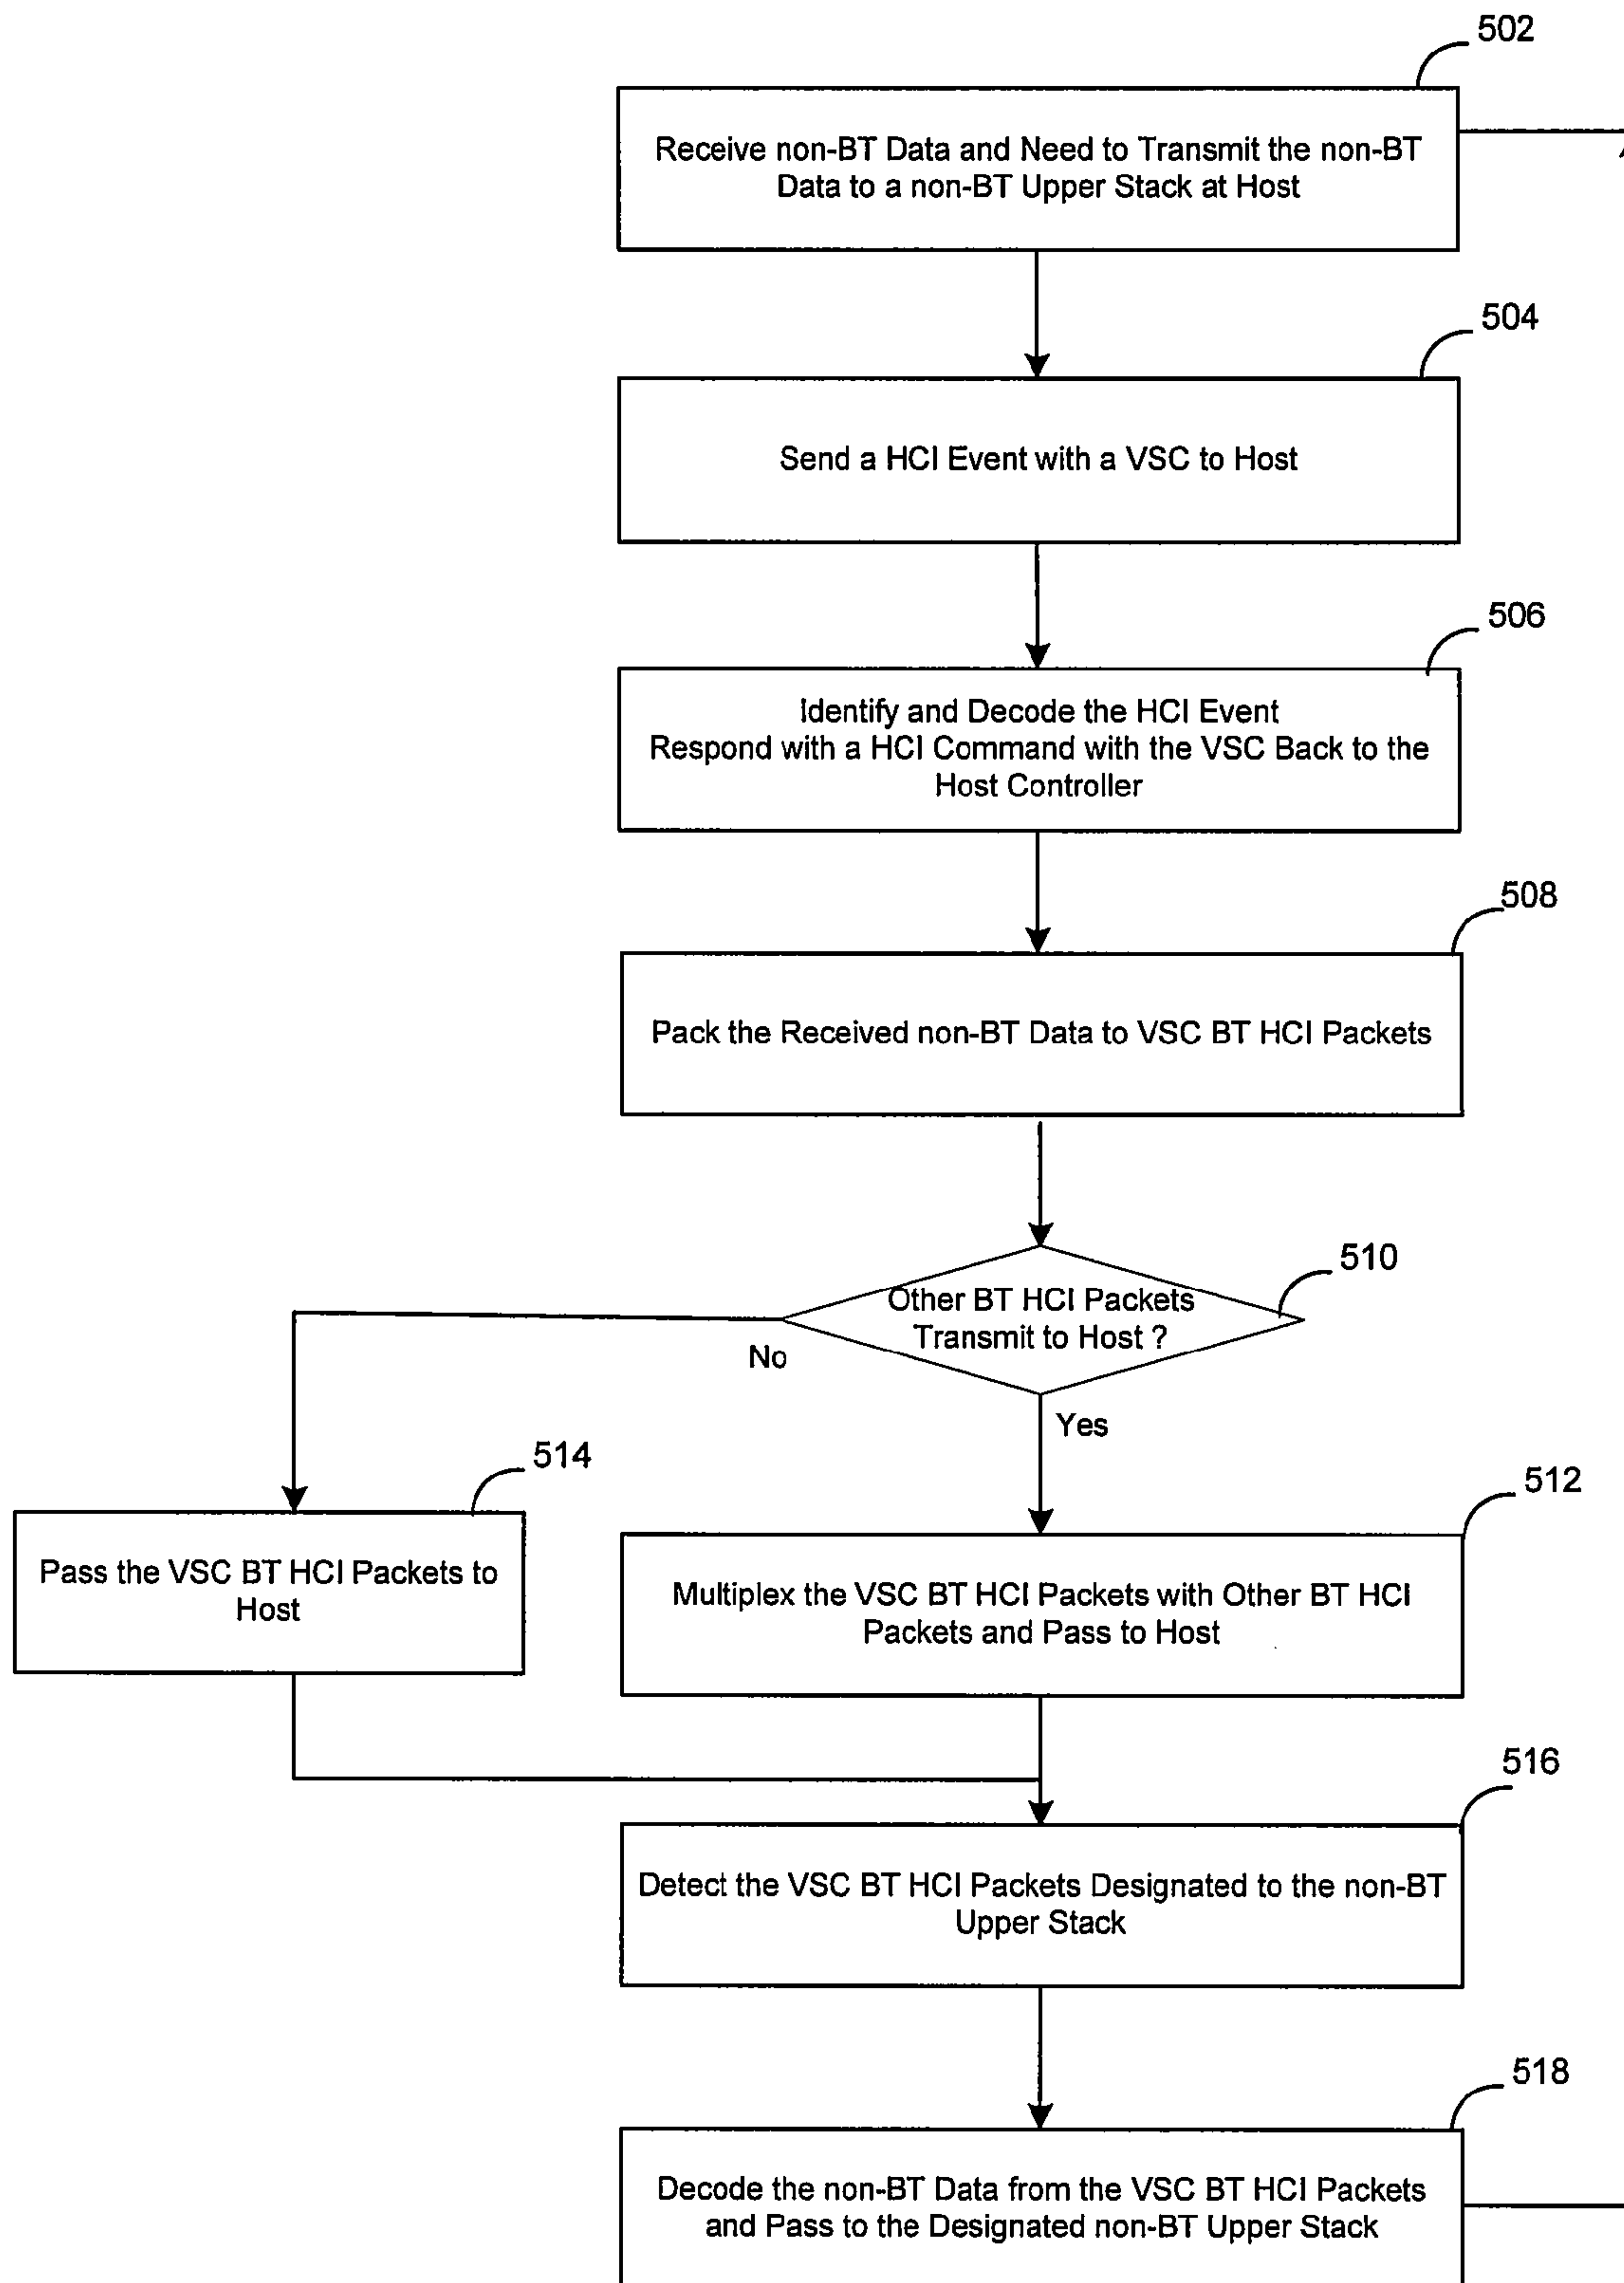 502
Receive non-BT Data and Need to Transmit the non-BT
Data to a non-BT Upper Stack at Host
504
Send a HCI Event with a VSC to Host
506
Identify and Decode the HCI Event
Respond with a HCI Command with the VSC Back to the
Host Controller
508
Pack the Received non-BT Data to VSC BT HCI Packets
510
Other BT HCI Packets
Transmit to Host ?
No
Yes
514
Pass the VSC BT HCI Packets to
Host
512
Multiplex the VSC BT HCI Packets with Other BT HCI
Packets and Pass to Host
516
Detect the VSC BT HCI Packets Designated to the non-BT
Upper Stack
518
Decode the non-BT Data from the VSC BT HCI Packets
and Pass to the Designated non-BT Upper Stack